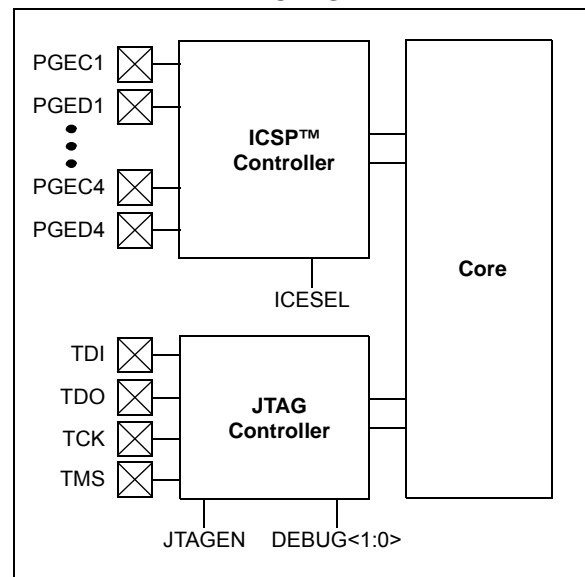 PGEC1
PGED1
ICSP™
Controller
PGEC4
PGED4
Core
ICESEL
TDI
TDO
JTAG
Controller
TCK
TMS
JTAGEN DEBUG<1:0>